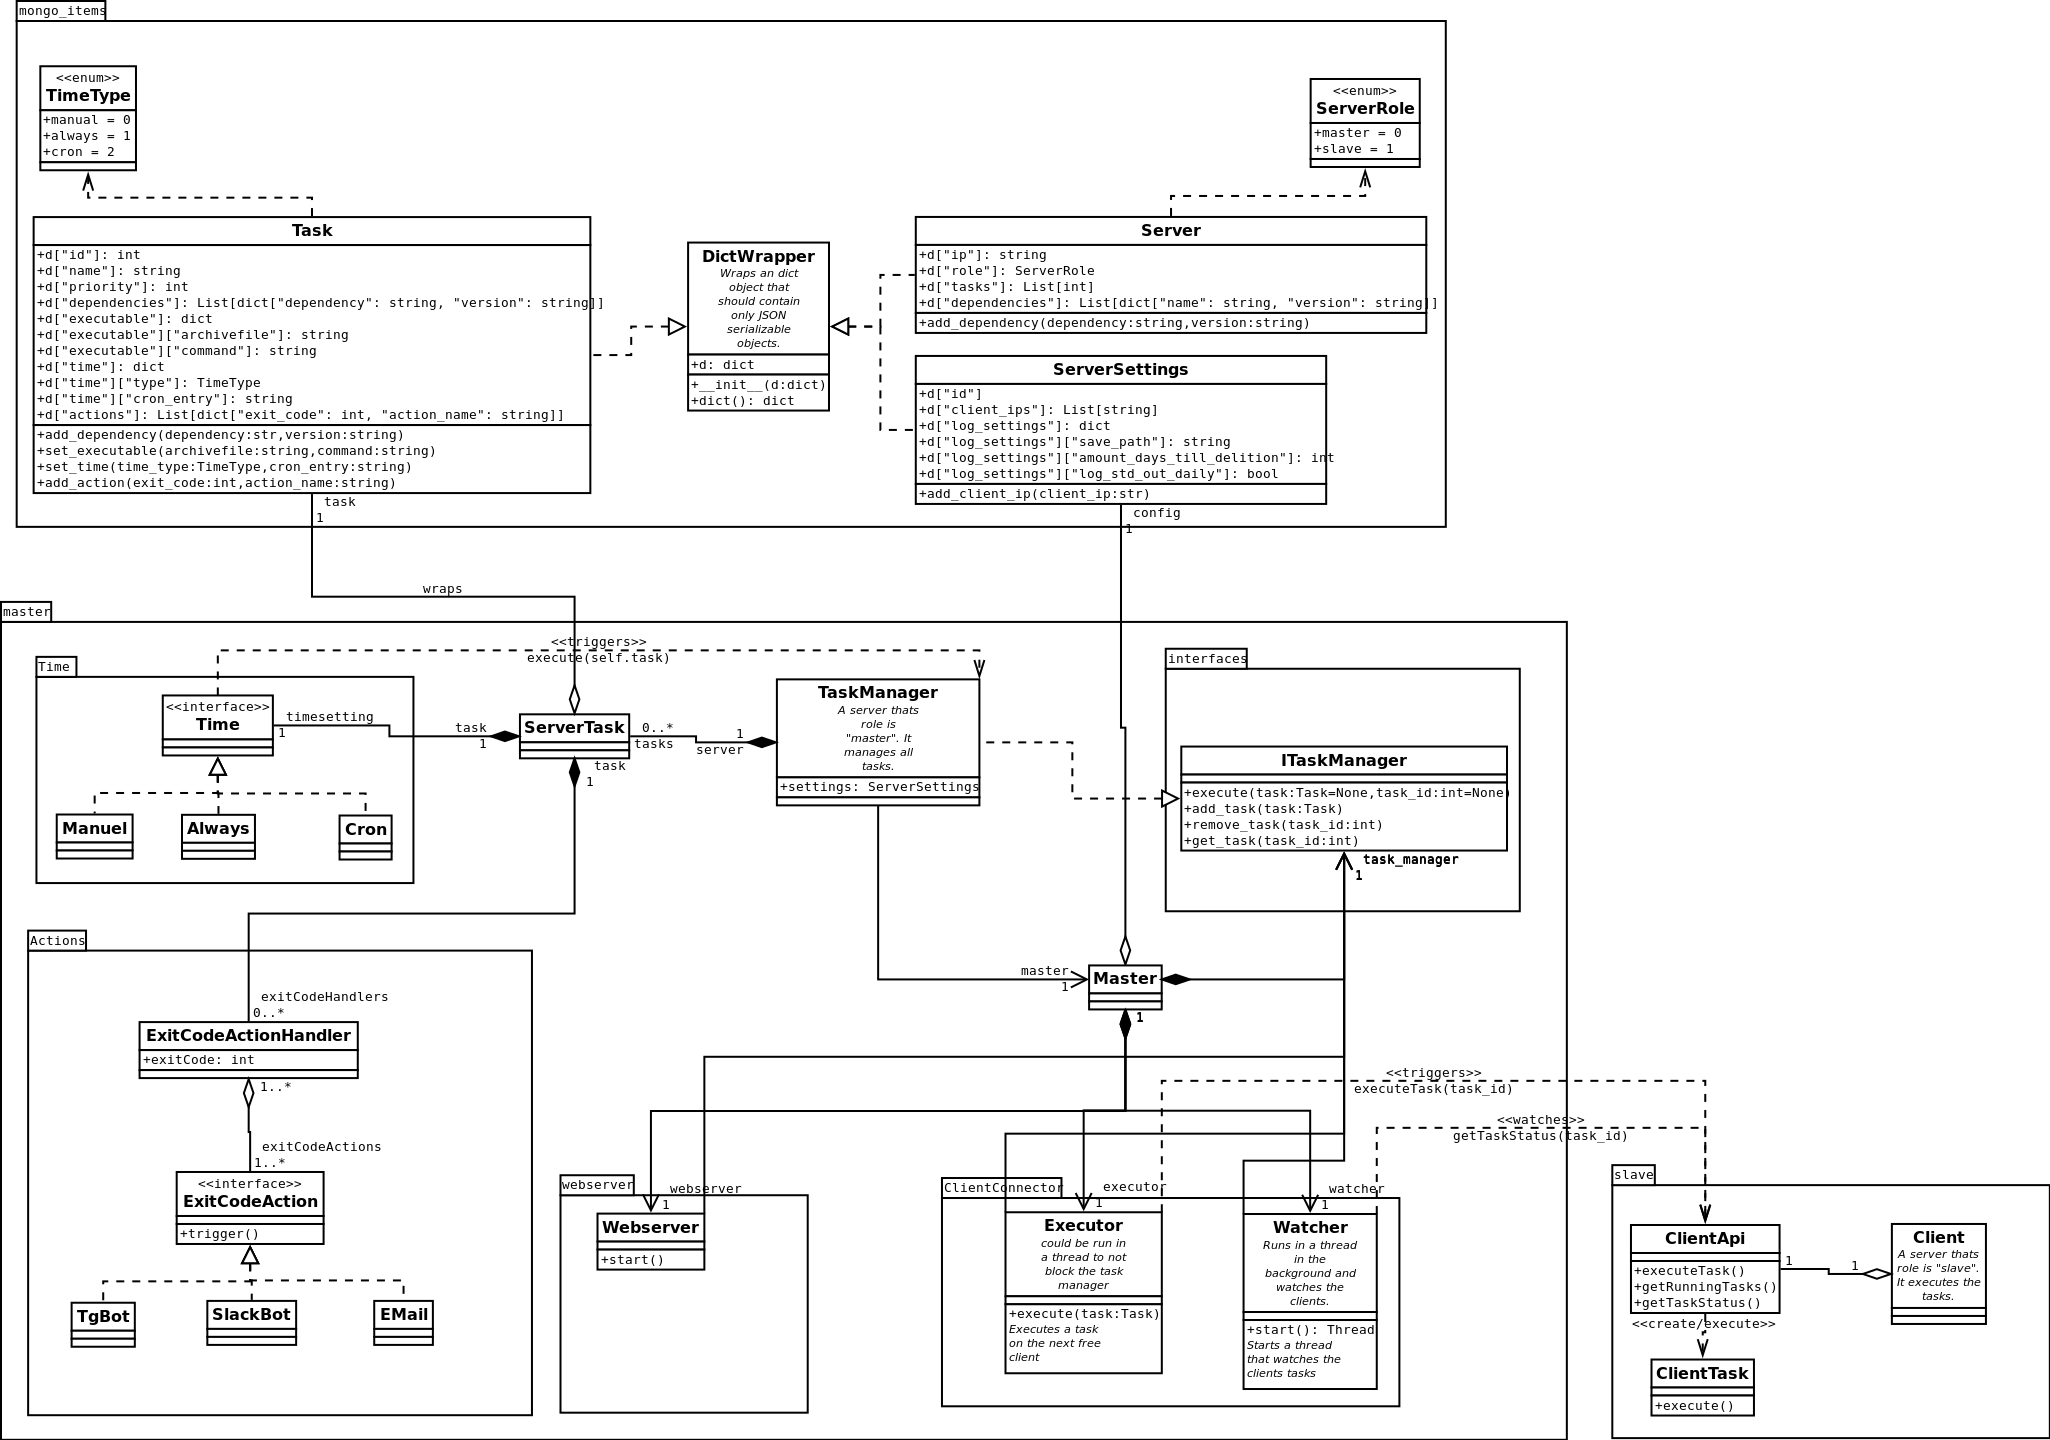 mongo_items
<<enum>>
TimeType
+manual = 0
+always = 1
+cron = 2
<<enum>>
ServerRole
+master = 0
+slave = 1
Task
+d["id"]: int
+d["name"]: string
+d["priority"]: int
+d["dependencies"]: List[dict["dependency": string, "version": string]]
+d["executable"]: dict
+d["executable"]["archivefile"]: string
+d["executable"]["command"]: string
+d["time"]: dict
+d["time"]["type"]: TimeType
+d["time"]["cron_entry"]: string
+d["actions"]: List[dict["exit_code": int, "action_name": string]]
+add_dependency(dependency:str,version:string)
+set_executable(archivefile:string,command:string)
+set_time(time_type:TimeType,cron_entry:string)
+add_action(exit_code:int,action_name:string)
task
1
DictWrapper
Wraps an dict
object that
should contain
only JSON
serializable
objects.
+d: dict
+__init__(d:dict)
+dict(): dict
Server
+d["ip"]: string
+d["role"]: ServerRole
+d["tasks"]: List[int]
+d["dependencies"]: List[dict["name": string, "version": string]]
+add_dependency(dependency:string,version:string)
ServerSettings
+d["id"]
+d["client_ips"]: List[string]
+d["log_settings"]: dict
+d["log_settings"]["save_path"]: string
+d["log_settings"]["amount_days_till_delition"]: int
+d["log_settings"]["log_std_out_daily"]: bool
+add_client_ip(client_ip:str)
config
1
wraps
master
<<triggers>>
execute(self.task)
Time
<<interface>>
Time
timesetting
1
task
1
ServerTask
0..*
tasks
1
server
task
1
Manuel
Always
Cron
TaskManager
A server thats
role is
"master". It
manages all
tasks.
+settings: ServerSettings
interfaces
ITaskManager
+execute(task:Task=None,task_id:int=None)
+add_task(task:Task)
+remove_task(task_id:int)
+get_task(task_id:int)
task_manager
1
Actions
exitCodeHandlers
0..*
ExitCodeActionHandler
+exitCode: int
1..*
exitCodeActions
1..*
<<interface>>
ExitCodeAction
+trigger()
TgBot
SlackBot
EMail
master
1
Master
1
<<triggers>>
executeTask(task_id)
<<watches>>
getTaskStatus(task_id)
webserver
webserver
1
Webserver
+start()
ClientConnector
executor
1
Executor
could be run in
a thread to not
block the task
manager
+execute(task:Task)
Executes a task
on the next free
client
watcher
1
Watcher
Runs in a thread
in the
background and
watches the
clients.
+start(): Thread
Starts a thread
that watches the
clients tasks
slave
ClientApi
+executeTask()
+getRunningTasks()
+getTaskStatus()
1
1
Client
A server thats
role is "slave".
It executes the
tasks.
<<create/execute>>
ClientTask
+execute()